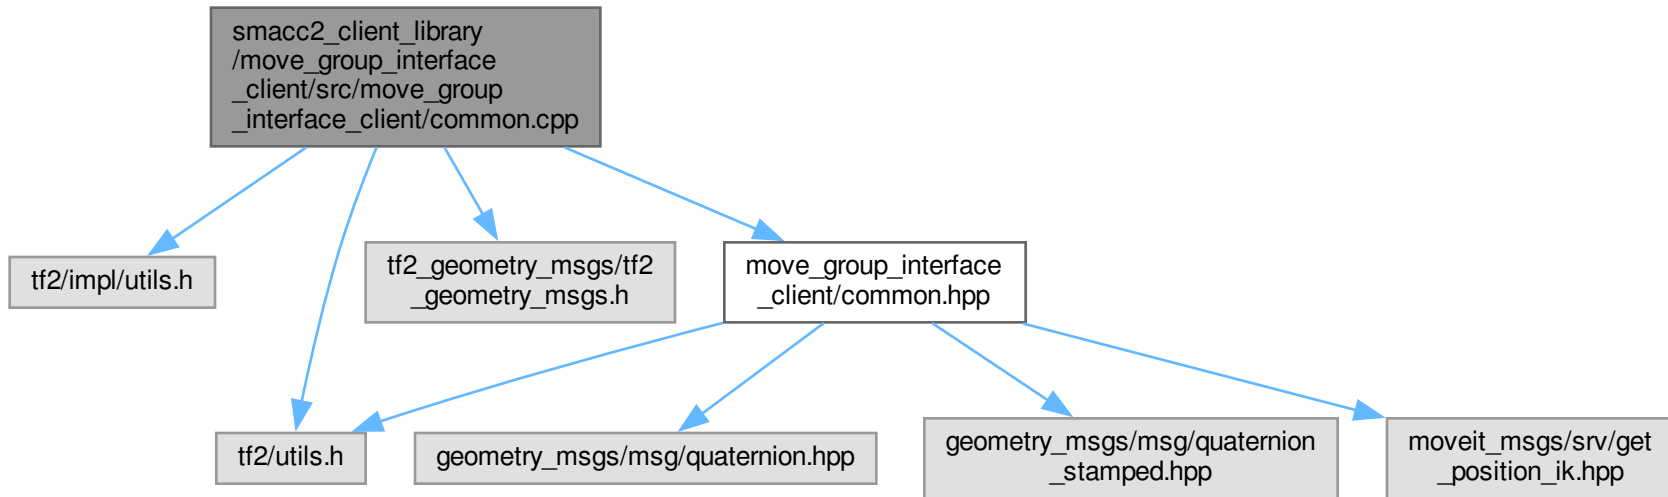 smacc2_client_library
/move_group_interface
_client/src/move_group
_interface_client/common.cpp
tf2/impl/utils.h
tf2_geometry_msgs/tf2
_geometry_msgs.h
move_group_interface
_client/common.hpp
tf2/utils.h
geometry_msgs/msg/quaternion.hpp
geometry_msgs/msg/quaternion
_stamped.hpp
moveit_msgs/srv/get
_position_ik.hpp